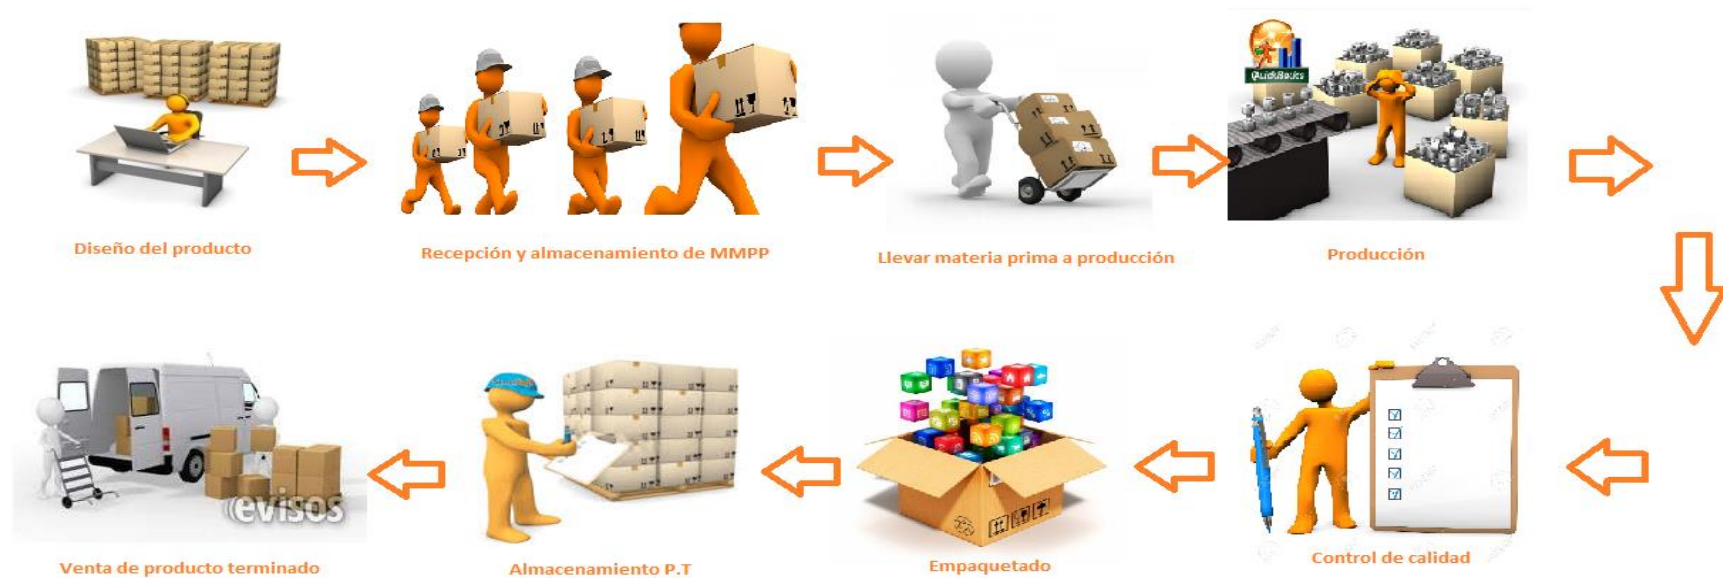 QuickBooks
Diseño del producto
Recepción y almacenamiento de MMPP
Llevar materia prima a producción
Producción
evisos
Venta de producto terminado
Almacenamiento P.T
Empaquetado
Control de calidad